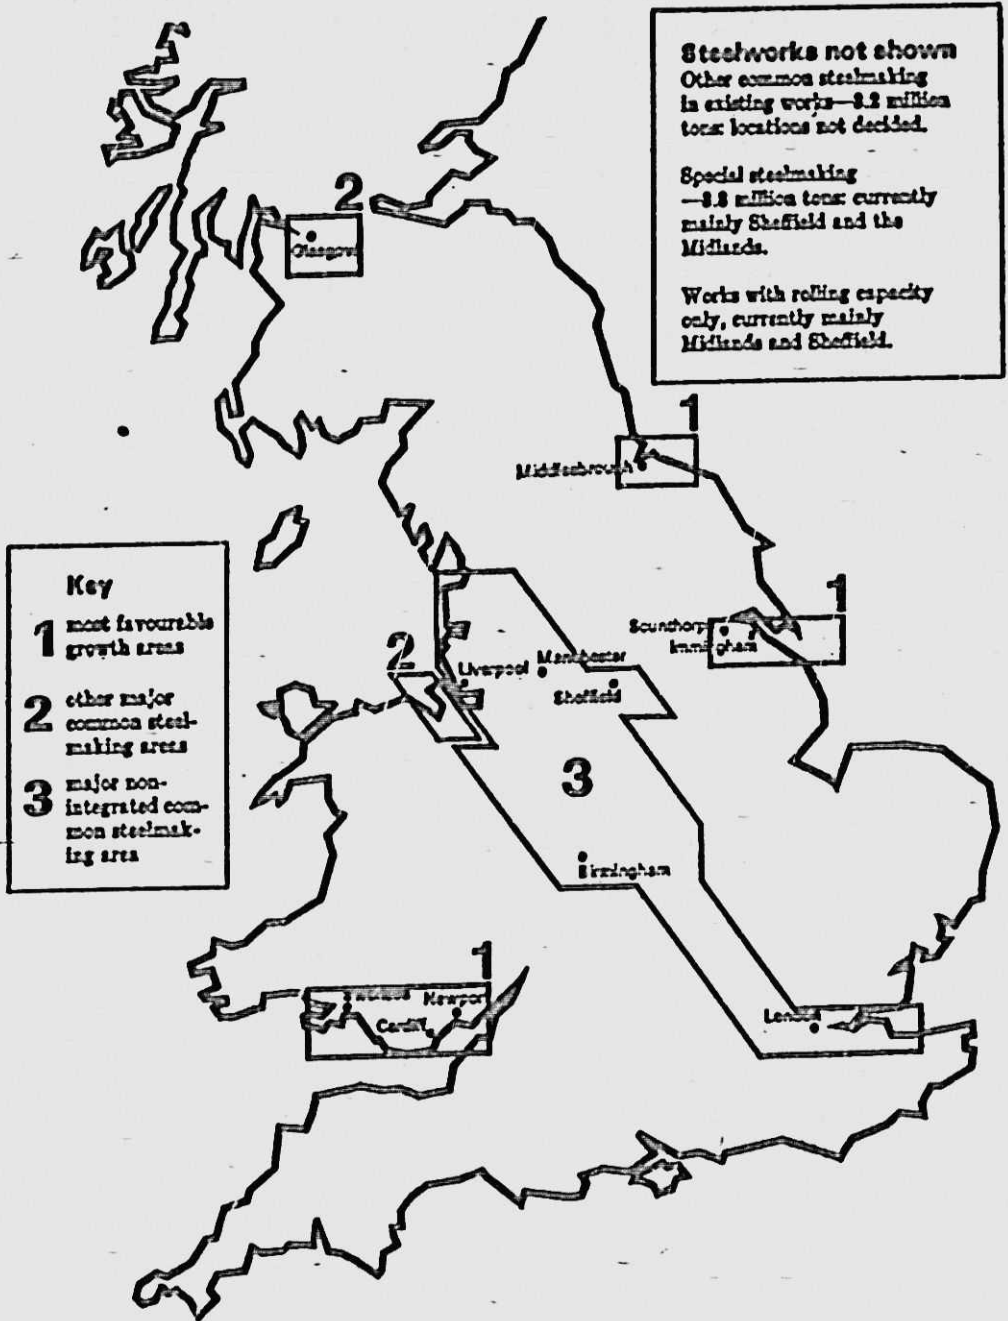 Steelworks not shown
Other common steelmaking
in existing works—3.2 million
tons: locations not decided.
Special steelmaking
—3.8 million tons: currently
mainly Sheffield and the
Midlands.
Works with rolling capacity
only, currently mainly
Midlands and Sheffield.
2
Glasgow
1
Middlesbrough
Key
1 most favourable
growth areas
2 other major
common steel-
making areas
3 major non-
integrated com-
mon steelmak-
ing area
1
Scunthorp
Immingham
2
Liverpool
Manchester
Sheffield
3
Birmingham
1
Swansea
Newpor
Cardiff
London